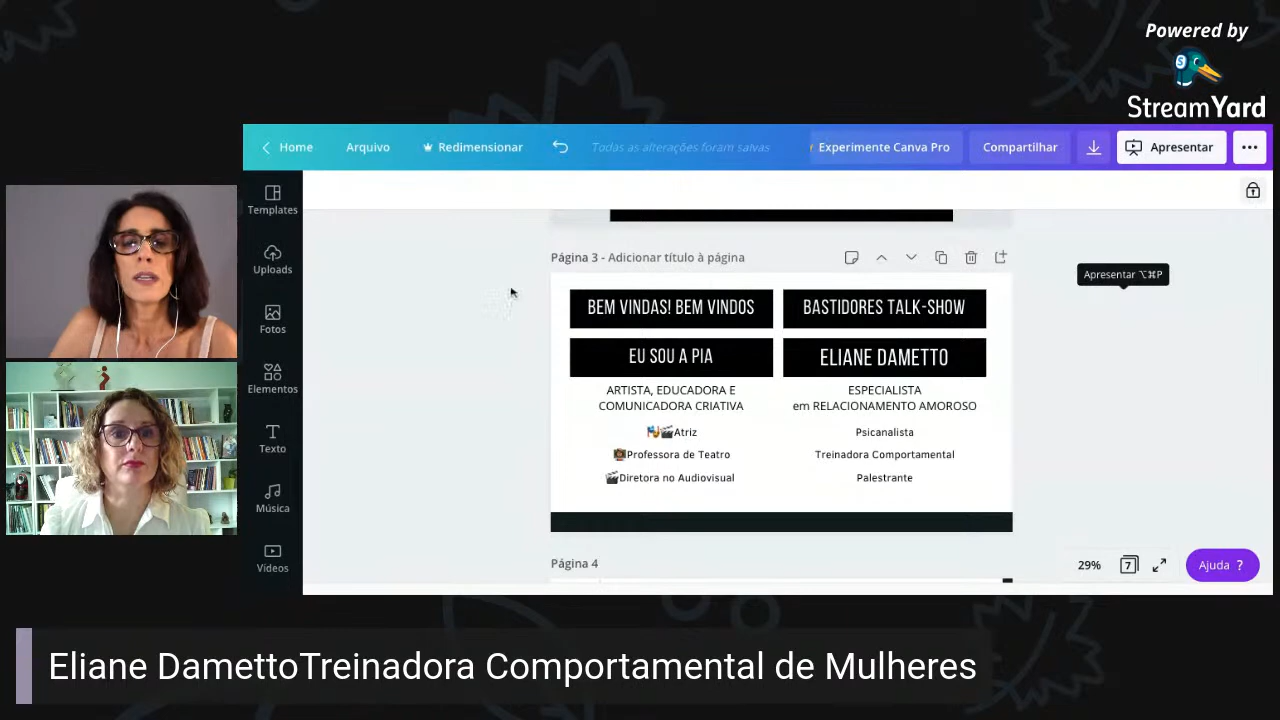 Powered by
StreamYard
Home
Arquivo
Redimensionar
Todas as alterações foram salvas
Experimente Canva Pro
Compartilhar
Apresentar
Templates
Uploads
Fotos
Elementos
Texto
Música
Vídeos
Página 3 - Adicionar título à página
Apresentar ⌥⌘P
BEM VINDAS! BEM VINDOS
BASTIDORES TALK-SHOW
EU SOU A PIA
ELIANE DAMETTO
ARTISTA, EDUCADORA E
COMUNICADORA CRIATIVA
ESPECIALISTA
em RELACIONAMENTO AMOROSO
Atriz
Psicanalista
Professora de Teatro
Treinadora Comportamental
Diretora no Audiovisual
Palestrante
Página 4
29%
7
Ajuda ?
Eliane DamettoTreinadora Comportamental de Mulheres